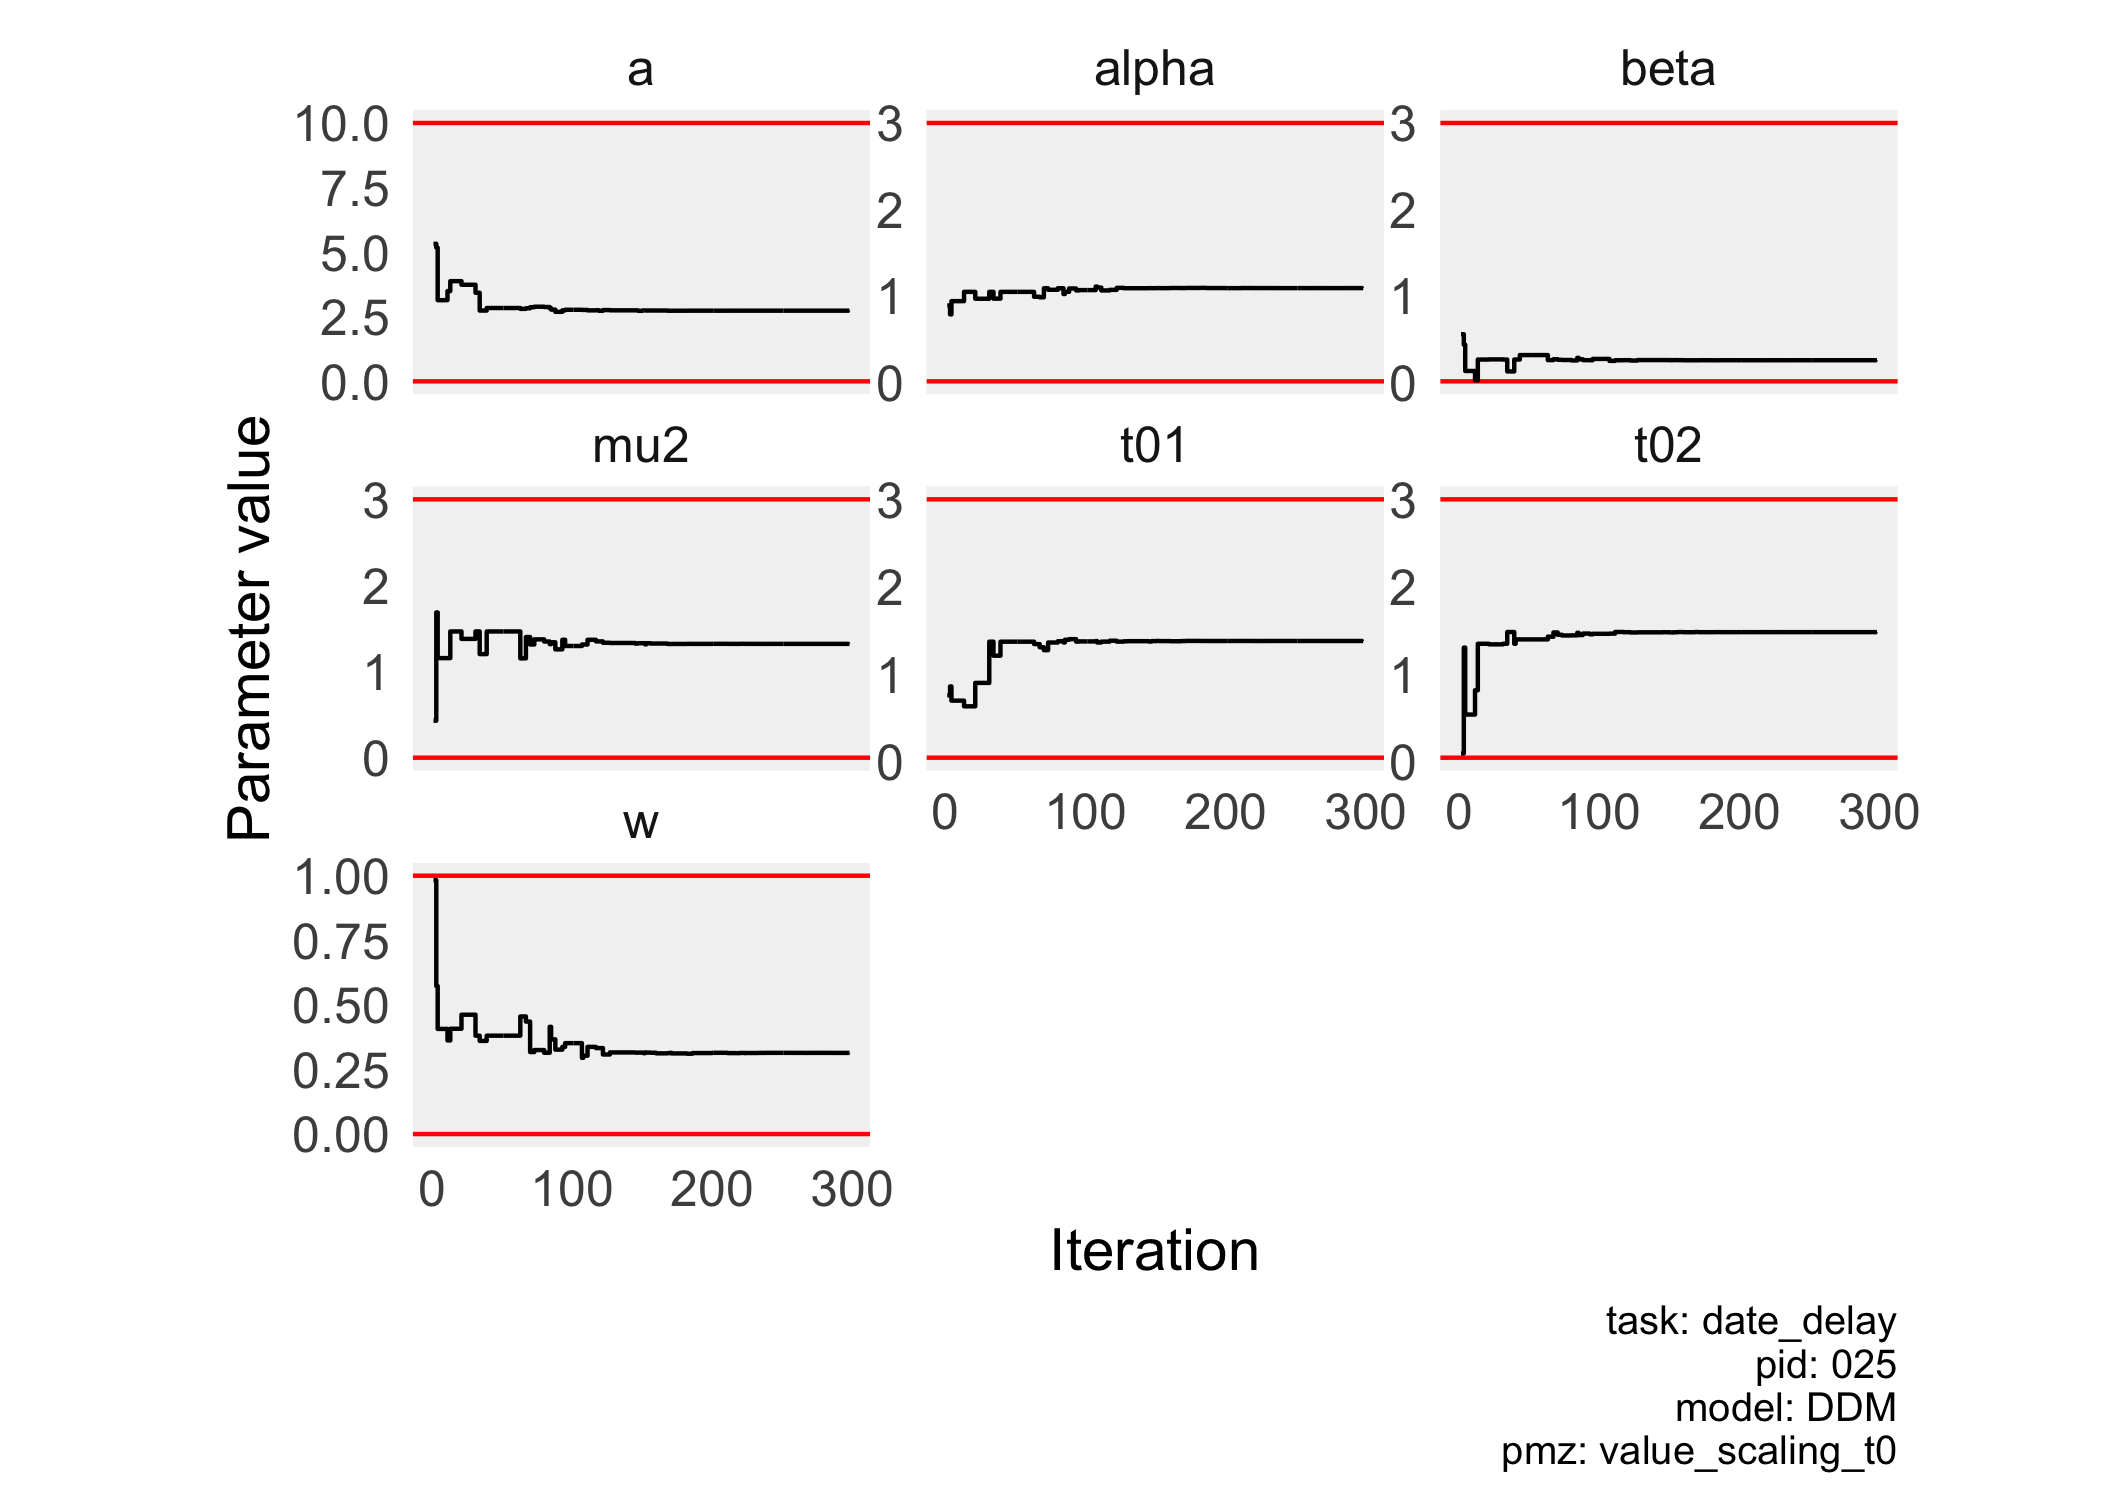 a alpha beta
10.0 7.5 5.0 2.5 0.0
3 2 1 0
3 2 1 0
mu2 t01 t02
3 2 1 0
3 2 1 0
3 2 1 0
0 100 200 300
0 100 200 300
w
1.00 0.75 0.50 0.25 0.00
0 100 200 300
Parameter value
Iteration
task: date_delay
pid: 025
model: DDM
pmz: value_scaling_t0